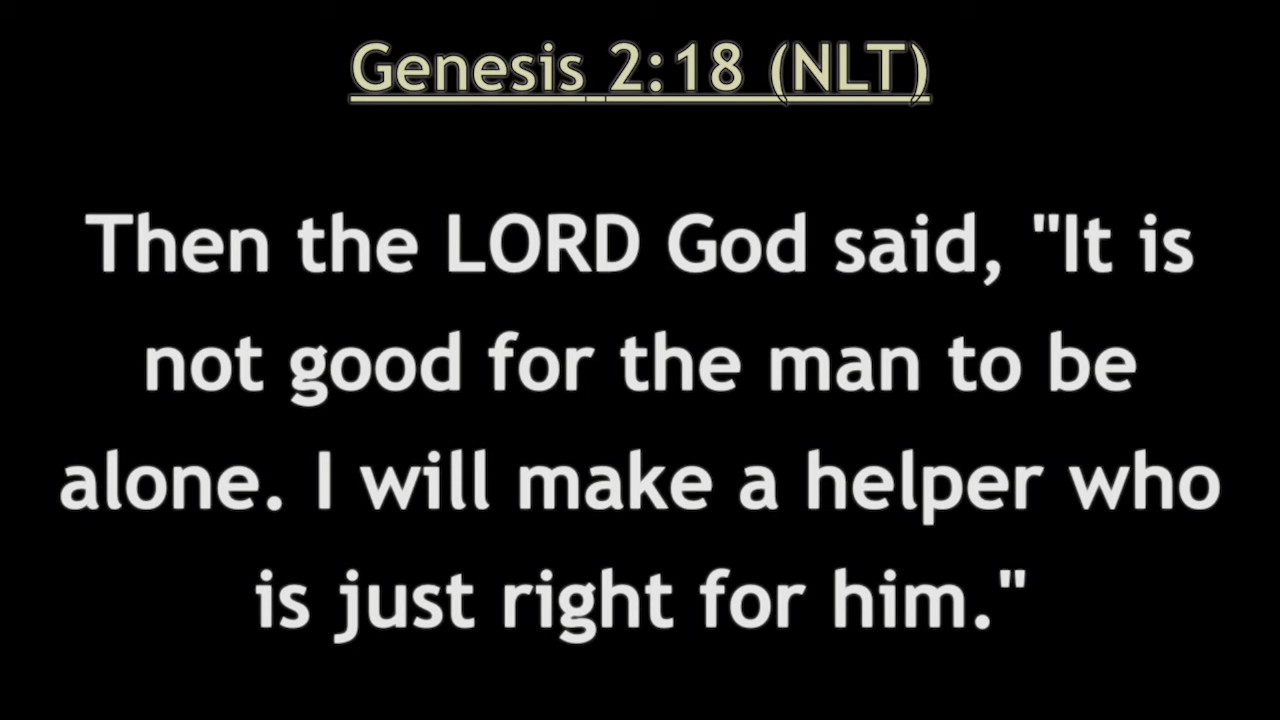 Genesis 2:18 (NLT)
Then the LORD God said, "It is
not good for the man to be
alone. I will make a helper who
is just right for him."